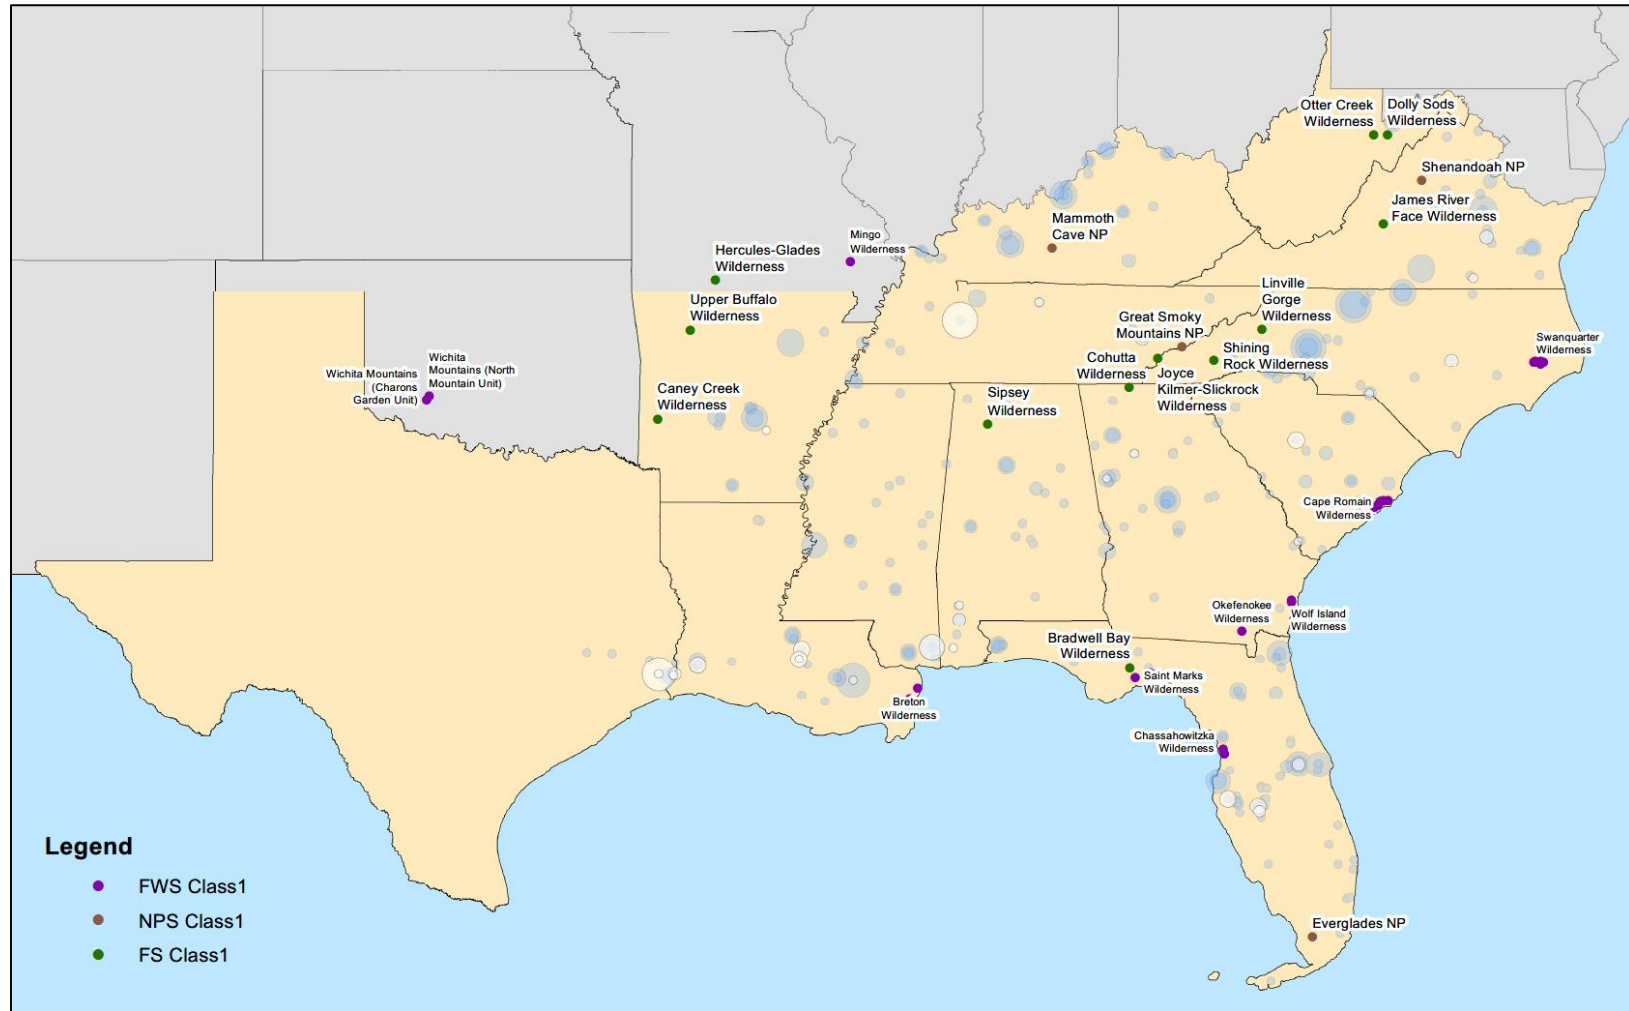 Otter Creek
Wilderness
Dolly Sods
Wilderness
Shenandoah NP
James River
Face Wilderness
Mammoth
Cave NP
Mingo
Wilderness
Hercules-Glades
Wilderness
Upper Buffalo
Wilderness
Linville
Gorge
Wilderness
Great Smoky
Mountains NP
Swanquarter
Wilderness
Shining
Rock Wilderness
Cohutta
Wilderness
Joyce
Kilmer-Slickrock
Wilderness
Wichita
Mountains (North
Mountain Unit)
Wichita Mountains
(Charons
Garden Unit)
Caney Creek
Wilderness
Sipsey
Wilderness
Cape Romain
Wilderness
Okefenokee
Wilderness
Wolf Island
Wilderness
Bradwell Bay
Wilderness
Saint Marks
Wilderness
Breton
Wilderness
Chassahowitzka
Wilderness
Everglades NP
Legend
FWS Class1
NPS Class1
FS Class1